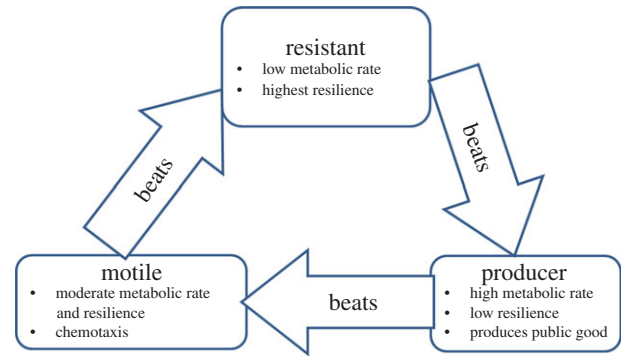 resistant
• low metabolic rate
• highest resilience
beats
beats
motile
• moderate metabolic rate
and resilience
• chemotaxis
beats
producer
• high metabolic rate
• low resilience
• produces public good